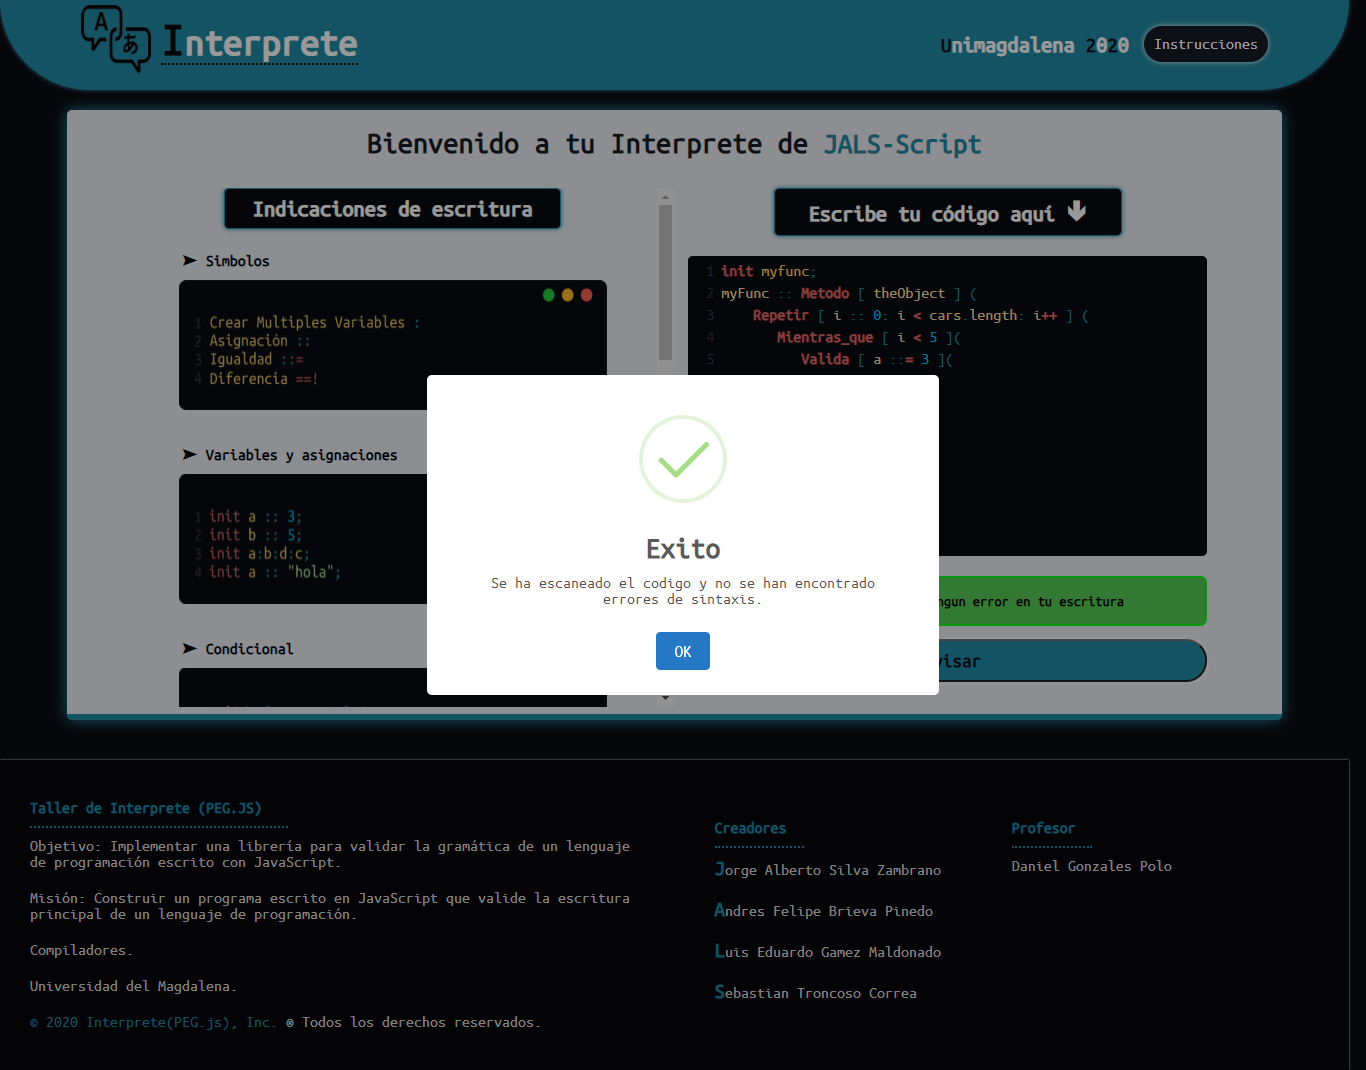 Interprete
Unimagdalena 2020
Instrucciones
Bienvenido a tu Interprete de JALS-Script
Indicaciones de escritura
➤ Simbolos
1 Crear Multiples Variables :
2 Asignación ::
3 Igualdad ::=
4 Diferencia ==!
➤ Variables y asignaciones
1 init a :: 3;
2 init b :: 5;
3 init a:b:d:c;
4 init a :: "hola";
➤ Condicional
Escribe tu código aquí
1 init myfunc;
2 myFunc :: Metodo [ theObject ] (
3 Repetir [ i :: 0: i < cars.length: i++ ] (
4 Mientras_que [ i < 5 ](
5 Valida [ a ::= 3 ](
error en tu escritura
Exito
Se ha escaneado el codigo y no se han encontrado
errores de sintaxis.
OK
Taller de Interprete (PEG.JS)
Objetivo: Implementar una librería para validar la gramática de un lenguaje
de programación escrito con JavaScript.
Misión: Construir un programa escrito en JavaScript que valide la escritura
principal de un lenguaje de programación.
Compiladores.
Universidad del Magdalena.
© 2020 Interprete(PEG.js), Inc. ® Todos los derechos reservados.
Creadores
Jorge Alberto Silva Zambrano
Andres Felipe Brieva Pinedo
Luis Eduardo Gamez Maldonado
Sebastian Troncoso Correa
Profesor
Daniel Gonzales Polo